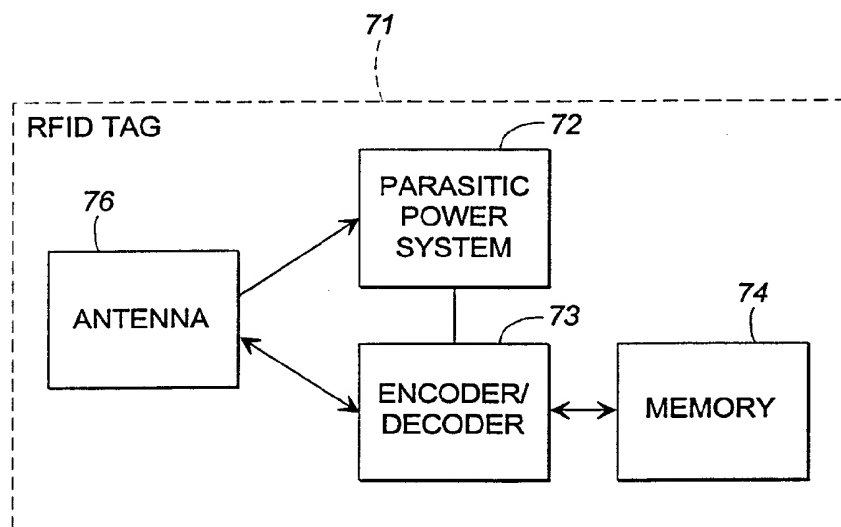 71
RFID TAG
72
PARASITIC
POWER
SYSTEM
76
ANTENNA
73
ENCODER/
DECODER
74
MEMORY